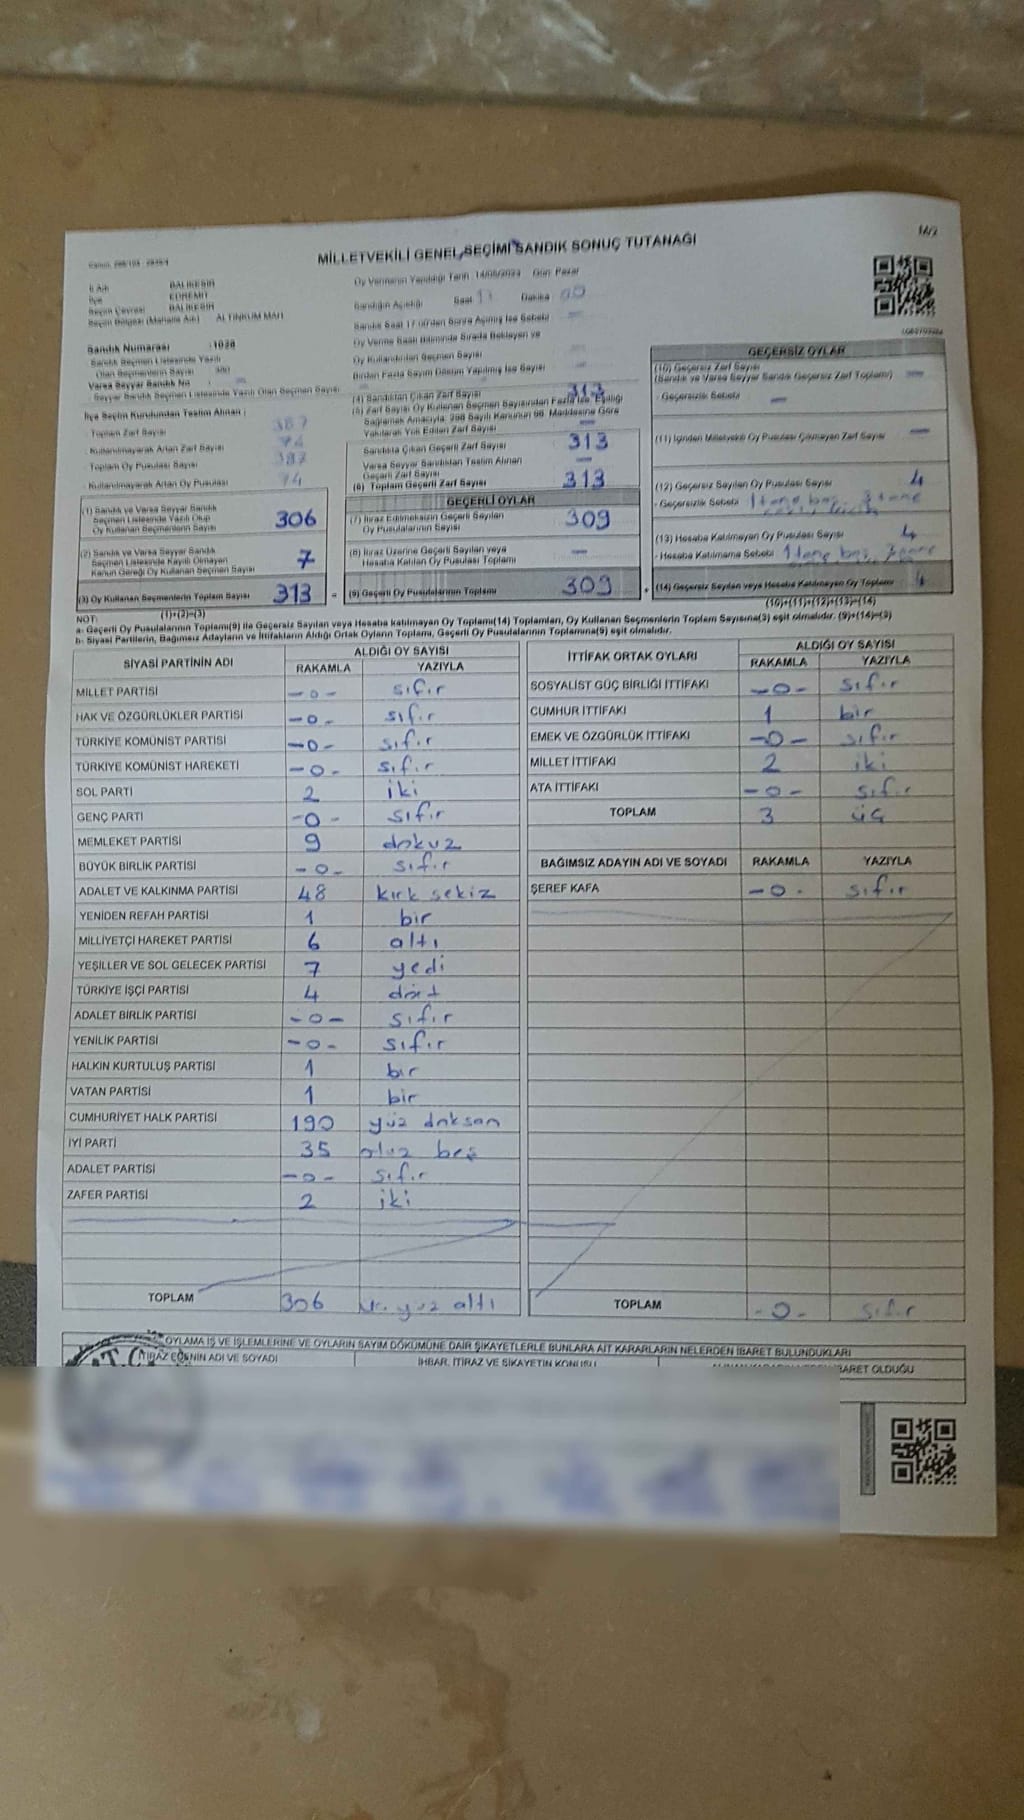 M/2
MİLLETVEKİLİ GENEL SEÇİMİ SANDIK SONUÇ TUTANAĞI
İl Adı BALIKESİR
İlçe EDREMİT
Seçim Çevresi BALIKESİR
Seçim Bölgesi (Mahalle Adı) ALTINKUM MAH
Sandık Numarası :1038
Sandık Seçmen Listesinde Yazılı
Olan Seçmenlerin Sayısı
Varsa Seyyar Sandık No
Seyyar Sandık Seçmen Listesinde Yazılı Olan Seçmen Sayısı
İlçe Seçim Kurulundan Teslim Alınan :
- Toplam Zarf Sayısı 387
- Kullanılmayarak Artan Zarf Sayısı 74
- Toplam Oy Pusulası Sayısı 387
- Kullanılmayarak Artan Oy Pusulası 74
(1) Sandık ve Varsa Seyyar Sandık
Seçmen Listesinde Yazılı Olup
Oy Kullanan Seçmenlerin Sayısı 306
(2) Sandık ve Varsa Seyyar Sandık
Seçmen Listesinde Kayıtlı Olmayan
Kanun Gereği Oy Kullanan Seçmen Sayısı 7
(3) Oy Kullanan Seçmenlerin Toplam Sayısı 313 =
(1)+(2)=(3)
Oy Vermenin Yapıldığı Tarih 14/05/2023 Gün Pazar
Sandığın Açıldığı Saat 17 Dakika 00
Sandık Saat 17:00'den Sonra Açılmış İse Sebebi
Oy Verme Saati Bitiminde Sırada Bekleyen ve
Oy Kullandırılan Seçmen Sayısı
Birden Fazla Sayım Döküm Yapılmış İse Sayısı
(4) Sandıktan Çıkan Zarf Sayısı 313
(5) Zarf Sayısı Oy Kullanan Seçmen Sayısından Fazla İse, Eşitliği
Sağlamak Amacıyla; 298 Sayılı Kanunun 98. Maddesine Göre
Yakılarak Yok Edilen Zarf Sayısı
Sandıkta Çıkan Geçerli Zarf Sayısı 313
Varsa Seyyar Sandıktan Teslim Alınan
Geçerli Zarf Sayısı
(6) Toplam Geçerli Zarf Sayısı 313
GEÇERLİ OYLAR
(7) İtiraz Edilmeksizin Geçerli Sayılan
Oy Pusulalarının Sayısı 309
(8) İtiraz Üzerine Geçerli Sayılan veya
Hesaba Katılan Oy Pusulası Toplamı
(9) Geçerli Oy Pusulalarının Toplamı 309 +
GEÇERSİZ OYLAR
(10) Geçersiz Zarf Sayısı
(Sandık ve Varsa Seyyar Sandık Geçersiz Zarf Toplamı)
- Geçersizlik Sebebi
(11) İçinden Milletvekili Oy Pusulası Çıkmayan Zarf Sayısı
(12) Geçersiz Sayılan Oy Pusulası Sayısı 4
- Geçersizlik Sebebi 1 tane boş, 3 tane
(13) Hesaba Katılmayan Oy Pusulası Sayısı 4
- Hesaba Katılmama Sebebi 1 tane boş, 3 tane
(14) Geçersiz Sayılan veya Hesaba Katılmayan Oy Toplamı 4
(10)+(11)+(12)+(13)=(14)
NOT:
a- Geçerli Oy Pusulalarının Toplamı(9) ile Geçersiz Sayılan veya Hesaba katılmayan Oy Toplamı(14) Toplamları, Oy Kullanan Seçmenlerin Toplam Sayısına(3) eşit olmalıdır. (9)+(14)=(3)
b- Siyasi Partilerin, Bağımsız Adayların ve İttifakların Aldığı Ortak Oyların Toplamı, Geçerli Oy Pusulalarının Toplamına(9) eşit olmalıdır.
SİYASİ PARTİNİN ADI ALDIĞI OY SAYISI
RAKAMLA YAZIYLA
MİLLET PARTİSİ -0- sıfır
HAK VE ÖZGÜRLÜKLER PARTİSİ -0- sıfır
TÜRKİYE KOMÜNİST PARTİSİ -0- sıfır
TÜRKİYE KOMÜNİST HAREKETİ -0- sıfır
SOL PARTİ 2 iki
GENÇ PARTİ -0- sıfır
MEMLEKET PARTİSİ 9 dokuz
BÜYÜK BİRLİK PARTİSİ -0- sıfır
ADALET VE KALKINMA PARTİSİ 48 kırk sekiz
YENİDEN REFAH PARTİSİ 1 bir
MİLLİYETÇİ HAREKET PARTİSİ 6 altı
YEŞİLLER VE SOL GELECEK PARTİSİ 7 yedi
TÜRKİYE İŞÇİ PARTİSİ 4 dört
ADALET BİRLİK PARTİSİ -0- sıfır
YENİLİK PARTİSİ -0- sıfır
HALKIN KURTULUŞ PARTİSİ 1 bir
VATAN PARTİSİ 1 bir
CUMHURİYET HALK PARTİSİ 190 yüz doksan
İYİ PARTİ 35 otuz beş
ADALET PARTİSİ -0- sıfır
ZAFER PARTİSİ 2 iki
TOPLAM 306 üç yüz altı
İTTİFAK ORTAK OYLARI ALDIĞI OY SAYISI
RAKAMLA YAZIYLA
SOSYALİST GÜÇ BİRLİĞİ İTTİFAKI -0- sıfır
CUMHUR İTTİFAKI 1 bir
EMEK VE ÖZGÜRLÜK İTTİFAKI -0- sıfır
MİLLET İTTİFAKI 2 iki
ATA İTTİFAKI -0- sıfır
TOPLAM 3 üç
BAĞIMSIZ ADAYIN ADI VE SOYADI RAKAMLA YAZIYLA
ŞEREF KAFA -0- sıfır
TOPLAM -0- sıfır
OYLAMA İŞ VE İŞLEMLERİNE VE OYLARIN SAYIM DÖKÜMÜNE DAİR ŞİKAYETLERLE BUNLARA AİT KARARLARIN NELERDEN İBARET BULUNDUKLARI
İTİRAZ EDENİN ADI VE SOYADI İHBAR, İTİRAZ VE ŞİKAYETİN KONUSU İBARET OLDUĞU